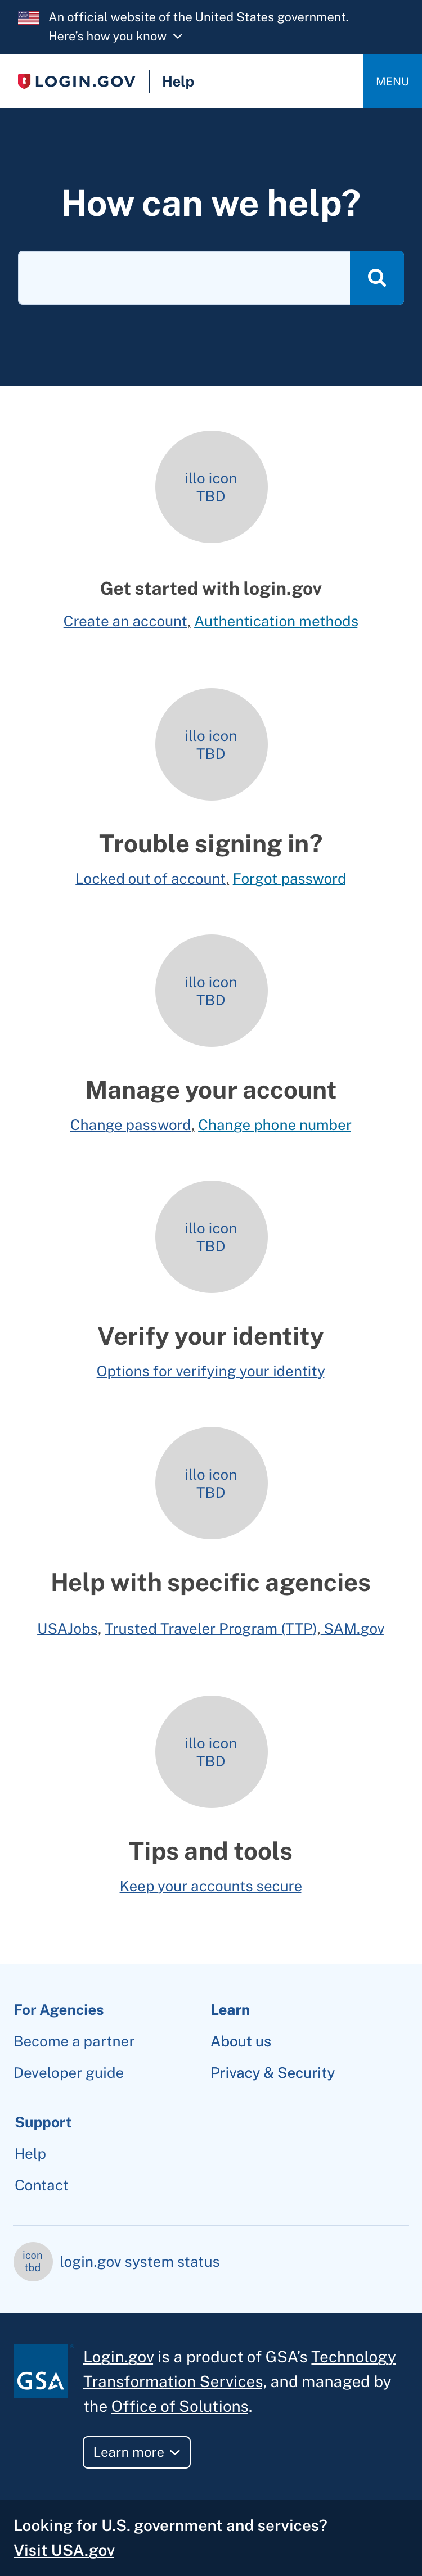 An official website of the United States government.
Here’s how you know
LOGIN.GOV Help
MENU
How can we help?
illo icon
TBD
Get started with login.gov
Create an account, Authentication methods
illo icon
TBD
Trouble signing in?
Locked out of account, Forgot password
illo icon
TBD
Manage your account
Change password, Change phone number
illo icon
TBD
Verify your identity
Options for verifying your identity
illo icon
TBD
Help with specific agencies
USAJobs, Trusted Traveler Program (TTP), SAM.gov
illo icon
TBD
Tips and tools
Keep your accounts secure
For Agencies
Become a partner
Developer guide
Learn
About us
Privacy & Security
Support
Help
Contact
icon
tbd
login.gov system status
GSA
Login.gov is a product of GSA’s Technology
Transformation Services, and managed by
the Office of Solutions.
Learn more
Looking for U.S. government and services?
Visit USA.gov